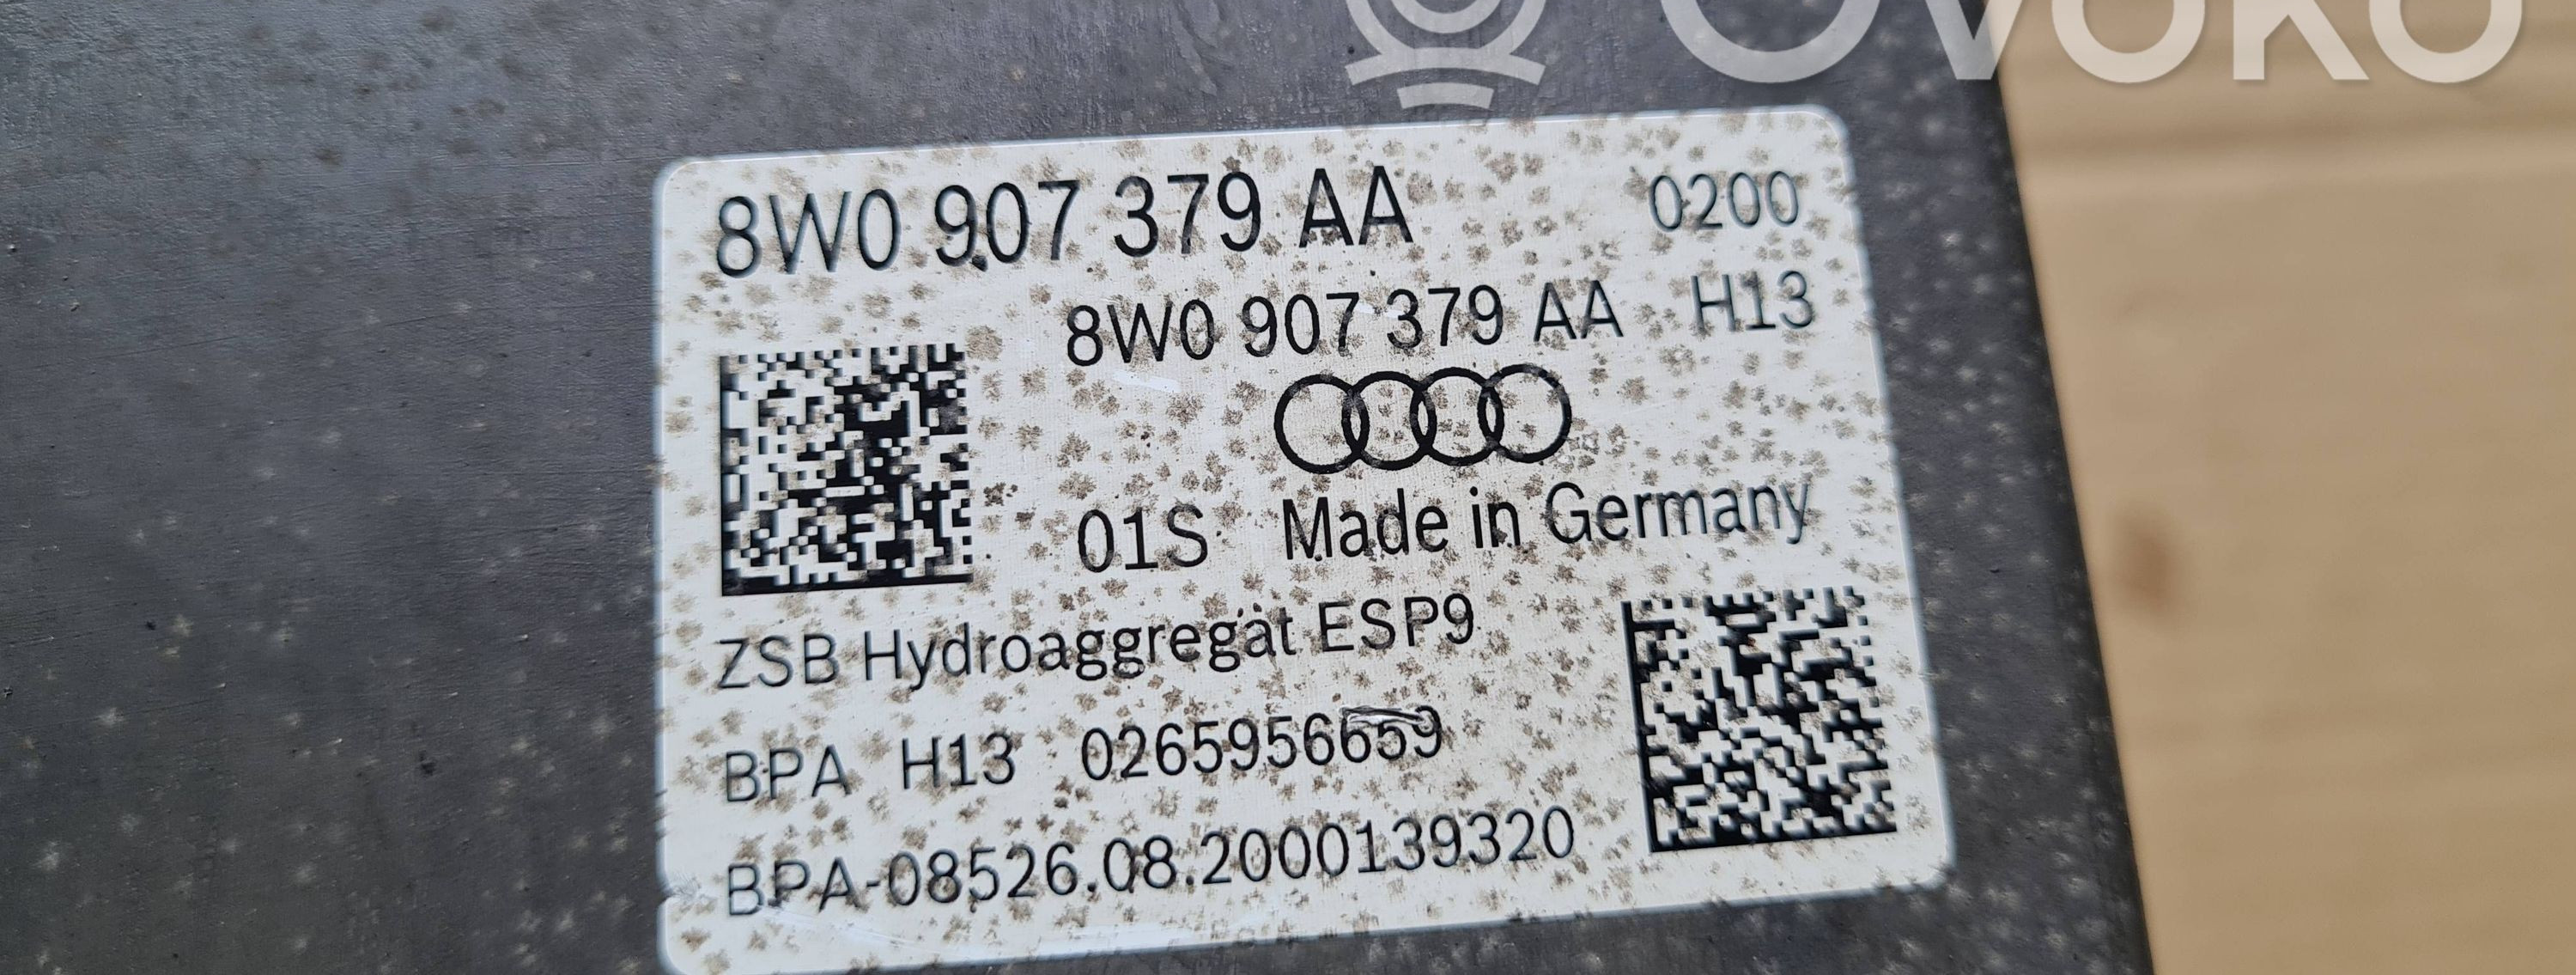 OVOKO
8W0 907 379 AA 0200
8W0 907 379 AA H13
01S Made in Germany
ZSB Hydroaggregat ESP9
BPA H13 0265956659
BPA-08526.08.2000139320